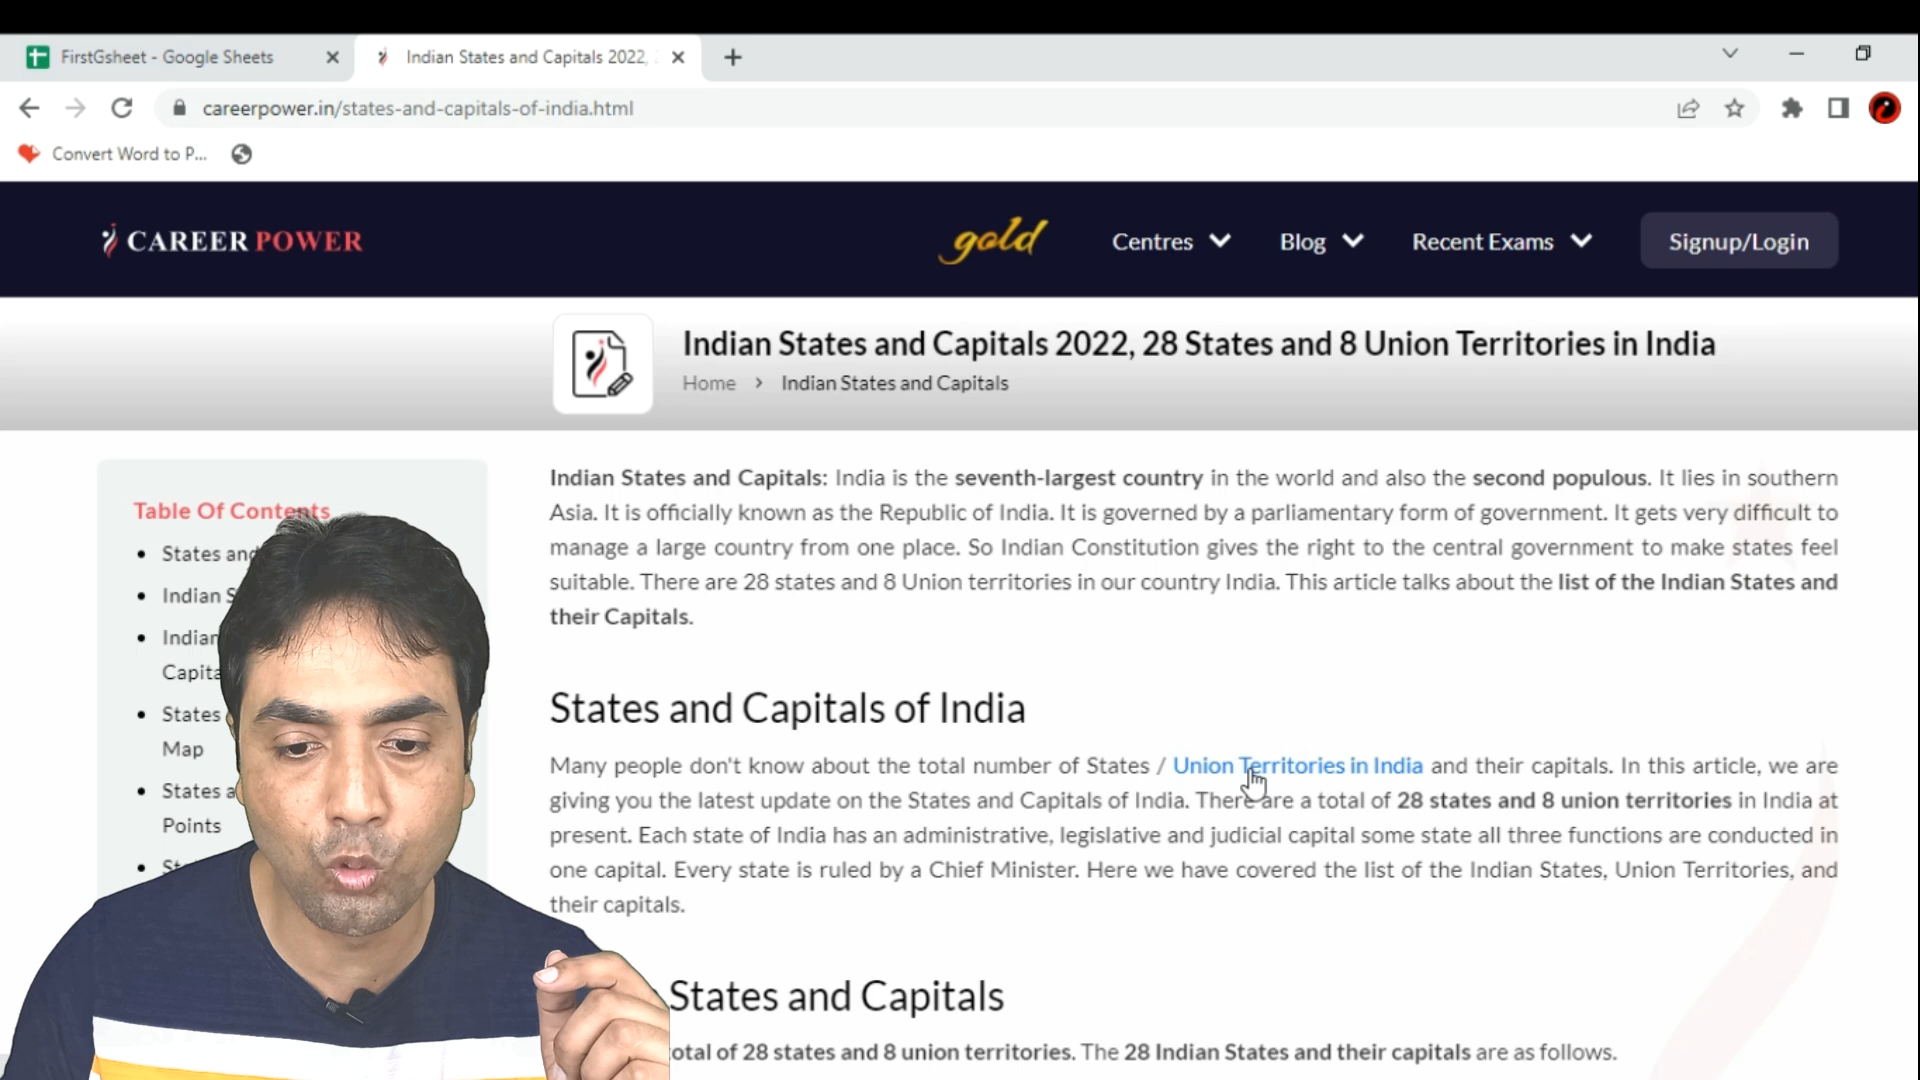 FirstGsheet - Google Sheets
Indian States and Capitals 2022,
careerpower.in/states-and-capitals-of-india.html
Convert Word to P...
CAREER POWER
gold
Centres
Blog
Recent Exams
Signup/Login
Indian States and Capitals 2022, 28 States and 8 Union Territories in India
Home > Indian States and Capitals
Table Of Contents
States and
Indian S
Indian
Capita
States
Map
States a
Points
Indian States and Capitals: India is the seventh-largest country in the world and also the second populous. It lies in southern
Asia. It is officially known as the Republic of India. It is governed by a parliamentary form of government. It gets very difficult to
manage a large country from one place. So Indian Constitution gives the right to the central government to make states feel
suitable. There are 28 states and 8 Union territories in our country India. This article talks about the list of the Indian States and
their Capitals.
States and Capitals of India
Many people don't know about the total number of States / Union Territories in India and their capitals. In this article, we are
giving you the latest update on the States and Capitals of India. There are a total of 28 states and 8 union territories in India at
present. Each state of India has an administrative, legislative and judicial capital some state all three functions are conducted in
one capital. Every state is ruled by a Chief Minister. Here we have covered the list of the Indian States, Union Territories, and
their capitals.
States and Capitals
otal of 28 states and 8 union territories. The 28 Indian States and their capitals are as follows.